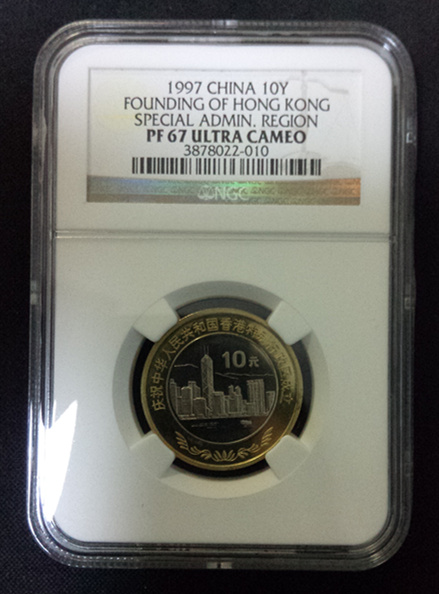 1997 CHINA 10Y
FOUNDING OF HONG KONG
SPECIAL ADMIN. REGION
PF 67 ULTRA CAMEO
3878022-010
NGC
庆祝中华人民共和国香港特别行政区成立
10元